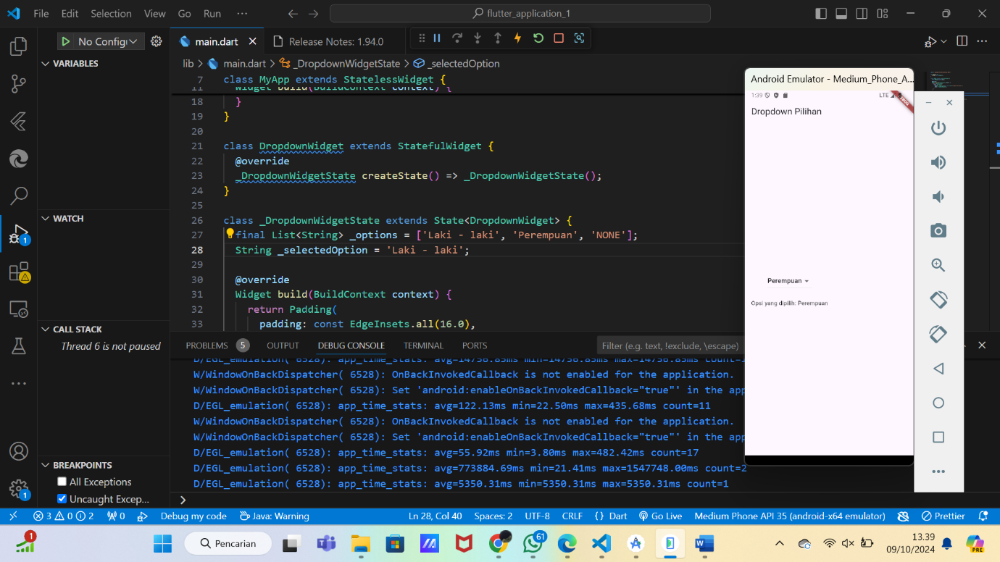 File Edit Selection View Go Run ··· flutter_application_1
No Config main.dart Release Notes: 1.94.0
VARIABLES
lib > main.dart > _DropdownWidgetState > _selectedOption
7 class MyApp extends StatelessWidget {
11 Widget build(BuildContext context) {
18 }
19 }
20
21 class DropdownWidget extends StatefulWidget {
22 @override
23 _DropdownWidgetState createState() => _DropdownWidgetState();
24 }
25
26 class _DropdownWidgetState extends State<DropdownWidget> {
27 final List<String> _options = ['Laki - laki', 'Perempuan', 'NONE'];
28 String _selectedOption = 'Laki - laki';
29
30 @override
31 Widget build(BuildContext context) {
32 return Padding(
33 padding: const EdgeInsets.all(16.0),
WATCH
CALL STACK
Thread 6 is not paused
BREAKPOINTS
All Exceptions
Uncaught Excep...
1
1
PROBLEMS 5 OUTPUT DEBUG CONSOLE TERMINAL PORTS Filter (e.g. text, !exclude, \escape)
D/EGL_emulation( 6528): app_time_stats: avg=14756.85ms min=14756.85ms max=14756.85ms count=1
W/WindowOnBackDispatcher( 6528): OnBackInvokedCallback is not enabled for the application.
W/WindowOnBackDispatcher( 6528): Set 'android:enableOnBackInvokedCallback="true"' in the app
D/EGL_emulation( 6528): app_time_stats: avg=122.13ms min=22.50ms max=435.68ms count=11
W/WindowOnBackDispatcher( 6528): OnBackInvokedCallback is not enabled for the application.
W/WindowOnBackDispatcher( 6528): Set 'android:enableOnBackInvokedCallback="true"' in the app
D/EGL_emulation( 6528): app_time_stats: avg=55.92ms min=3.80ms max=482.42ms count=17
D/EGL_emulation( 6528): app_time_stats: avg=773884.69ms min=21.41ms max=1547748.00ms count=2
D/EGL_emulation( 6528): app_time_stats: avg=5350.31ms min=5350.31ms max=5350.31ms count=1
Android Emulator - Medium_Phone_A...
1:39 LTE
DEBUG
Dropdown Pilihan
Perempuan
Opsi yang dipilih: Perempuan
3 0 2 0 Debug my code Java: Warning Ln 28, Col 40 Spaces: 2 UTF-8 CRLF {} Dart Go Live Medium Phone API 35 (android-x64 emulator) Prettier
1 Pencarian 61 13.39
09/10/2024 PRE